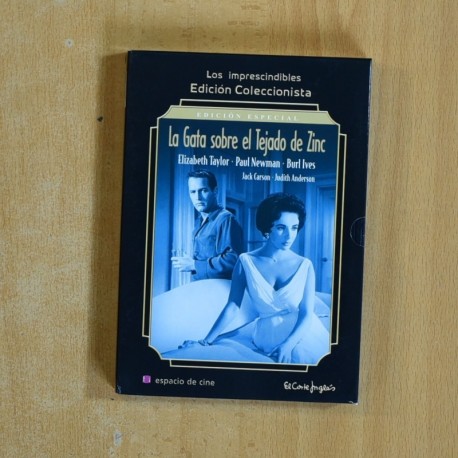 Los imprescindibles
Edición Coleccionista
EDICIÓN ESPECIAL
La Gata sobre el Tejado de Zinc
Elizabeth Taylor · Paul Newman · Burl Ives
Jack Carson · Judith Anderson
espacio de cine
El Corte Inglés